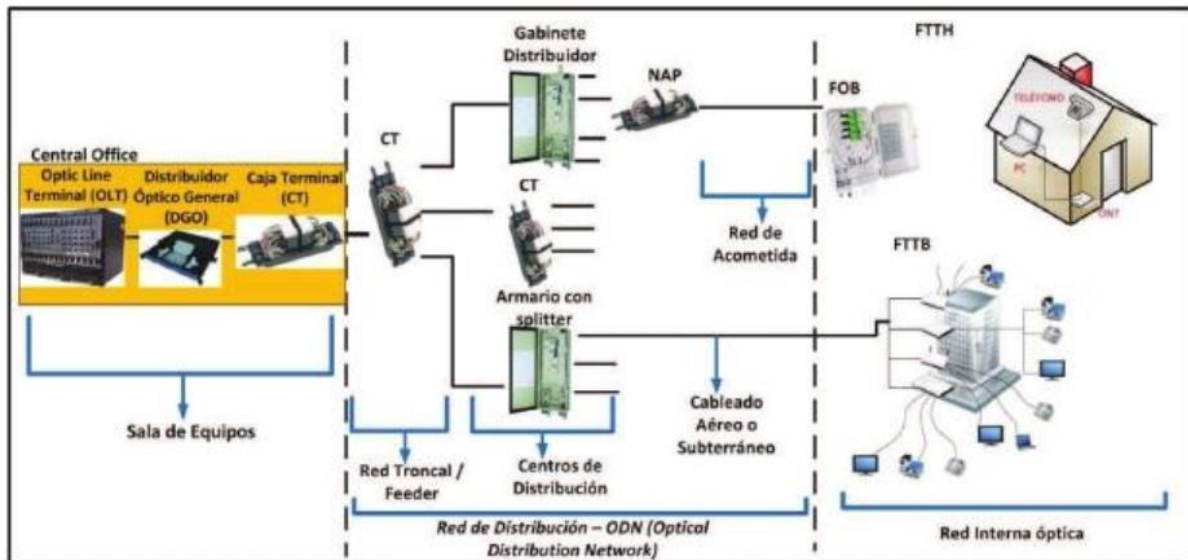 Central Office
Optic Line
Terminal (OLT)
Distribuidor
Óptico General
(DGO)
Caja Terminal
(CT)
Sala de Equipos
CT
Gabinete
Distribuidor
NAP
CT
Armario con
splitter
Red de
Acometida
Cableado
Aéreo o
Subterráneo
Red Troncal /
Feeder
Centros de
Distribución
Red de Distribución – ODN (Optical
Distribution Network)
FTTH
FOB
TELÉFONO
PC
ONT
FTTB
Red Interna óptica